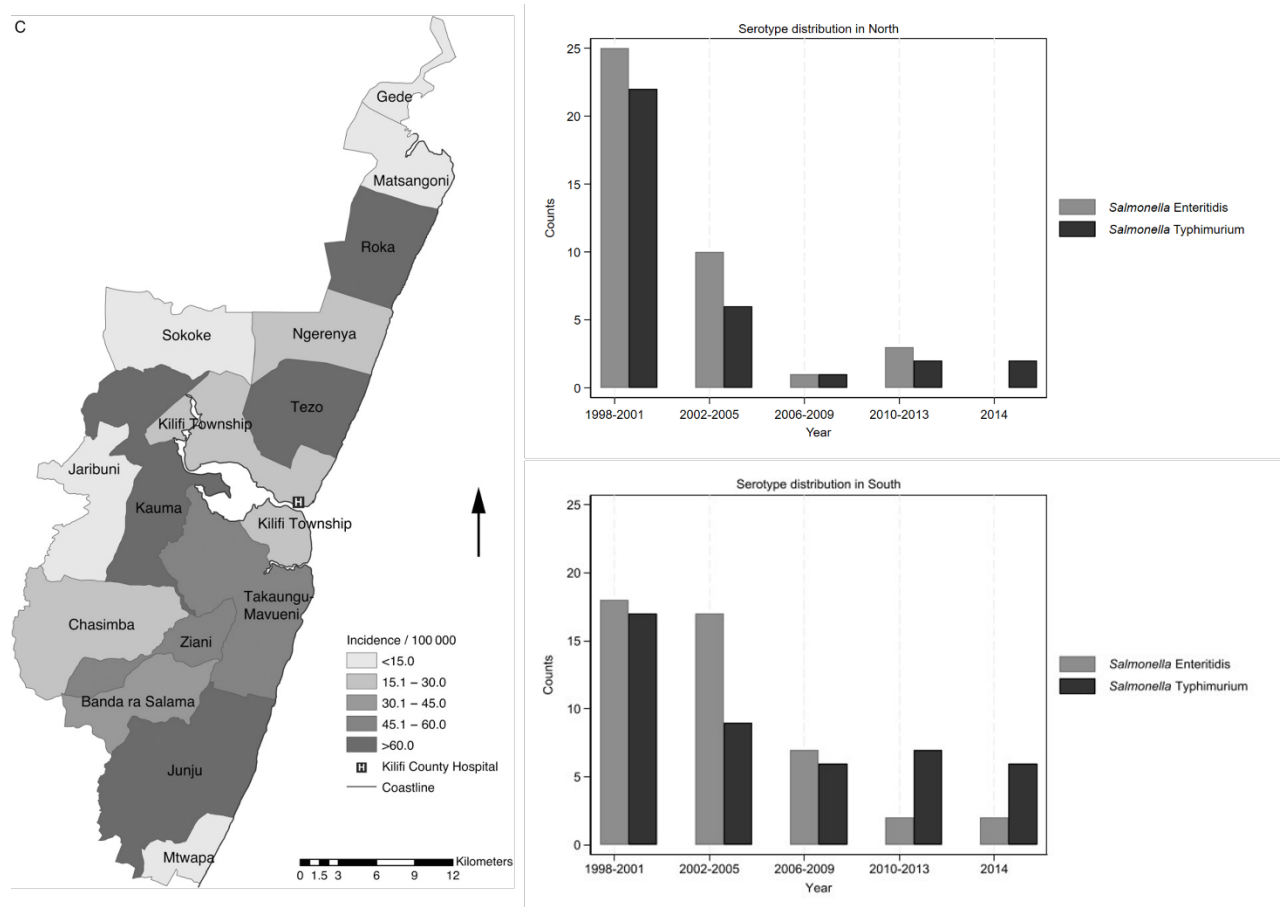 C
Gede
Matsangoni
Roka
Sokoke
Ngerenya
Tezo
Kilifi Township
Jaribuni
Kauma
H
Kilifi Township
Takaungu-
Mavueni
Chasimba
Ziani
Banda ra Salama
Junju
Mtwapa
Incidence / 100 000
<15.0
15.1 – 30.0
30.1 – 45.0
45.1 – 60.0
>60.0
H Kilifi County Hospital
Coastline
Kilometers
0 1.5 3 6 9 12
Serotype distribution in North
25
20
15
10
5
0
Counts
1998-2001 2002-2005 2006-2009 2010-2013 2014
Year
Salmonella Enteritidis
Salmonella Typhimurium
Serotype distribution in South
25
20
15
10
5
0
Counts
1998-2001 2002-2005 2006-2009 2010-2013 2014
Year
Salmonella Enteritidis
Salmonella Typhimurium